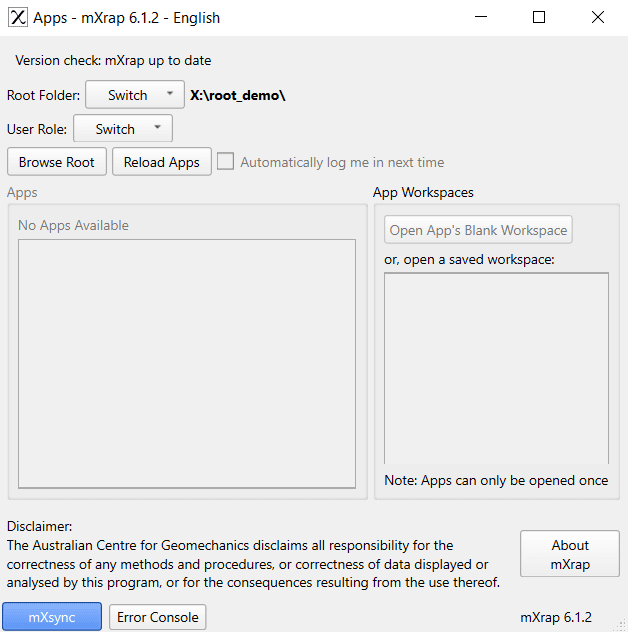 Apps - mXrap 6.1.2 - English
Version check: mXrap up to date
Root Folder: Switch X:\root_demo\
User Role: Switch
Browse Root Reload Apps Automatically log me in next time
Apps
No Apps Available
App Workspaces
Open App's Blank Workspace
or, open a saved workspace:
Note: Apps can only be opened once
Disclaimer:
The Australian Centre for Geomechanics disclaims all responsibility for the
correctness of any methods and procedures, or correctness of data displayed or
analysed by this program, or for the consequences resulting from the use thereof.
About
mXrap
mXsync Error Console mXrap 6.1.2